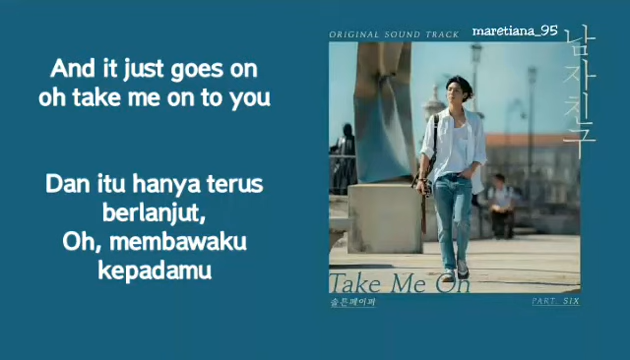 And it just goes on
oh take me on to you
Dan itu hanya terus
berlanjut,
Oh, membawaku
kepadamu
ORIGINAL SOUND TRACK
maretiana_95
남자친구
Take Me On
솔튼페이퍼
PART. SIX